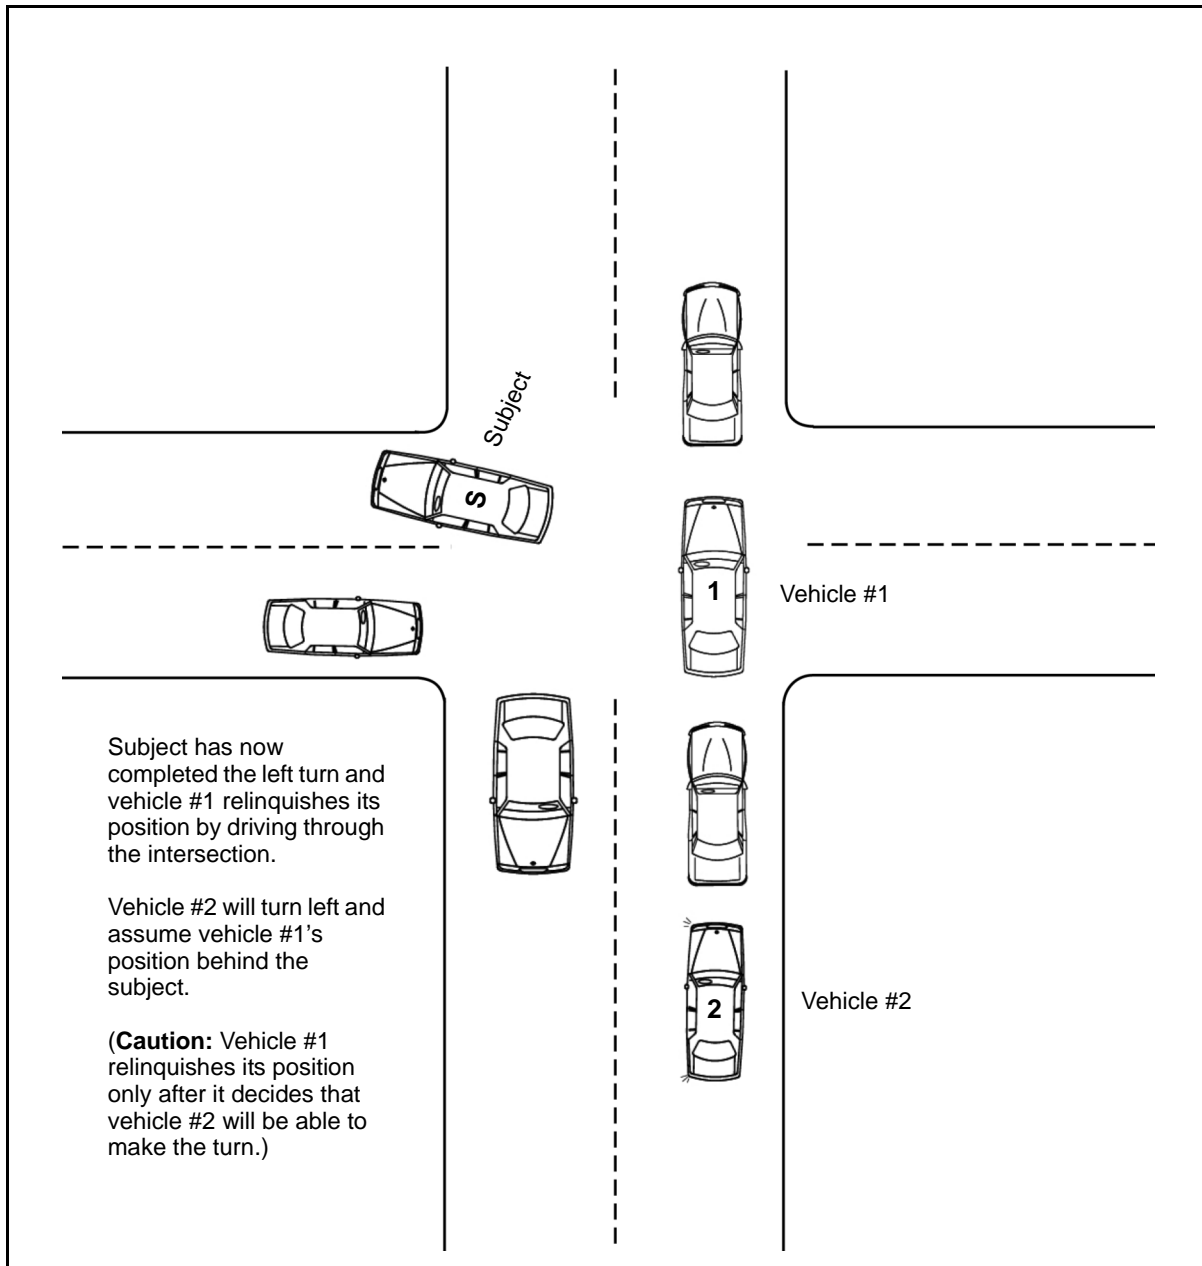 Subject
S
1
Vehicle #1
Subject has now
completed the left turn and
vehicle #1 relinquishes its
position by driving through
the intersection.
Vehicle #2 will turn left and
assume vehicle #1’s
position behind the
subject.
(Caution: Vehicle #1
relinquishes its position
only after it decides that
vehicle #2 will be able to
make the turn.)
2
Vehicle #2